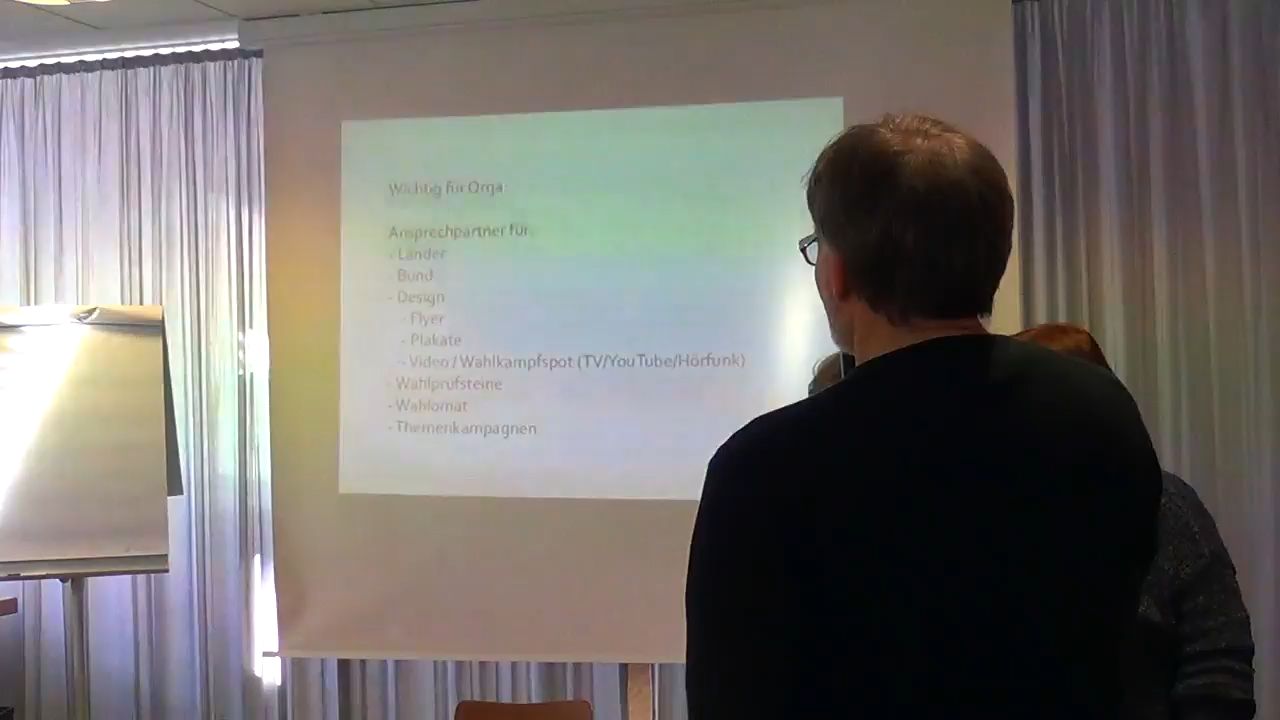 Wichtig für Orga:
Ansprechpartner für:
- Länder
- Bund
- Design
- Flyer
- Plakate
- Video / Wahlkampfspot (TV/YouTube/Hörfunk)
- Wahlprüfsteine
- Wahlomat
- Themenkampagnen